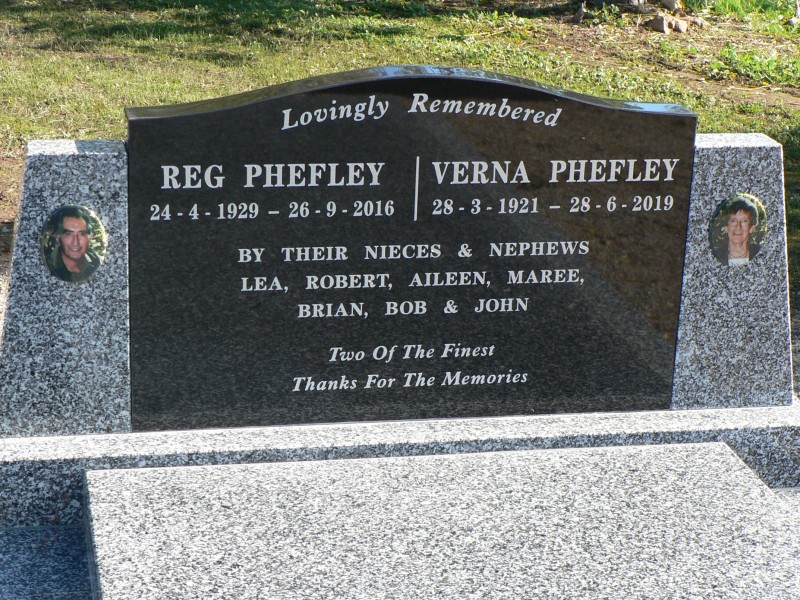 Lovingly Remembered
REG PHEFLEY
24 - 4 - 1929 – 26 - 9 - 2016
VERNA PHEFLEY
28 - 3 - 1921 – 28 - 6 - 2019
BY THEIR NIECES & NEPHEWS
LEA, ROBERT, AILEEN, MAREE,
BRIAN, BOB & JOHN
Two Of The Finest
Thanks For The Memories